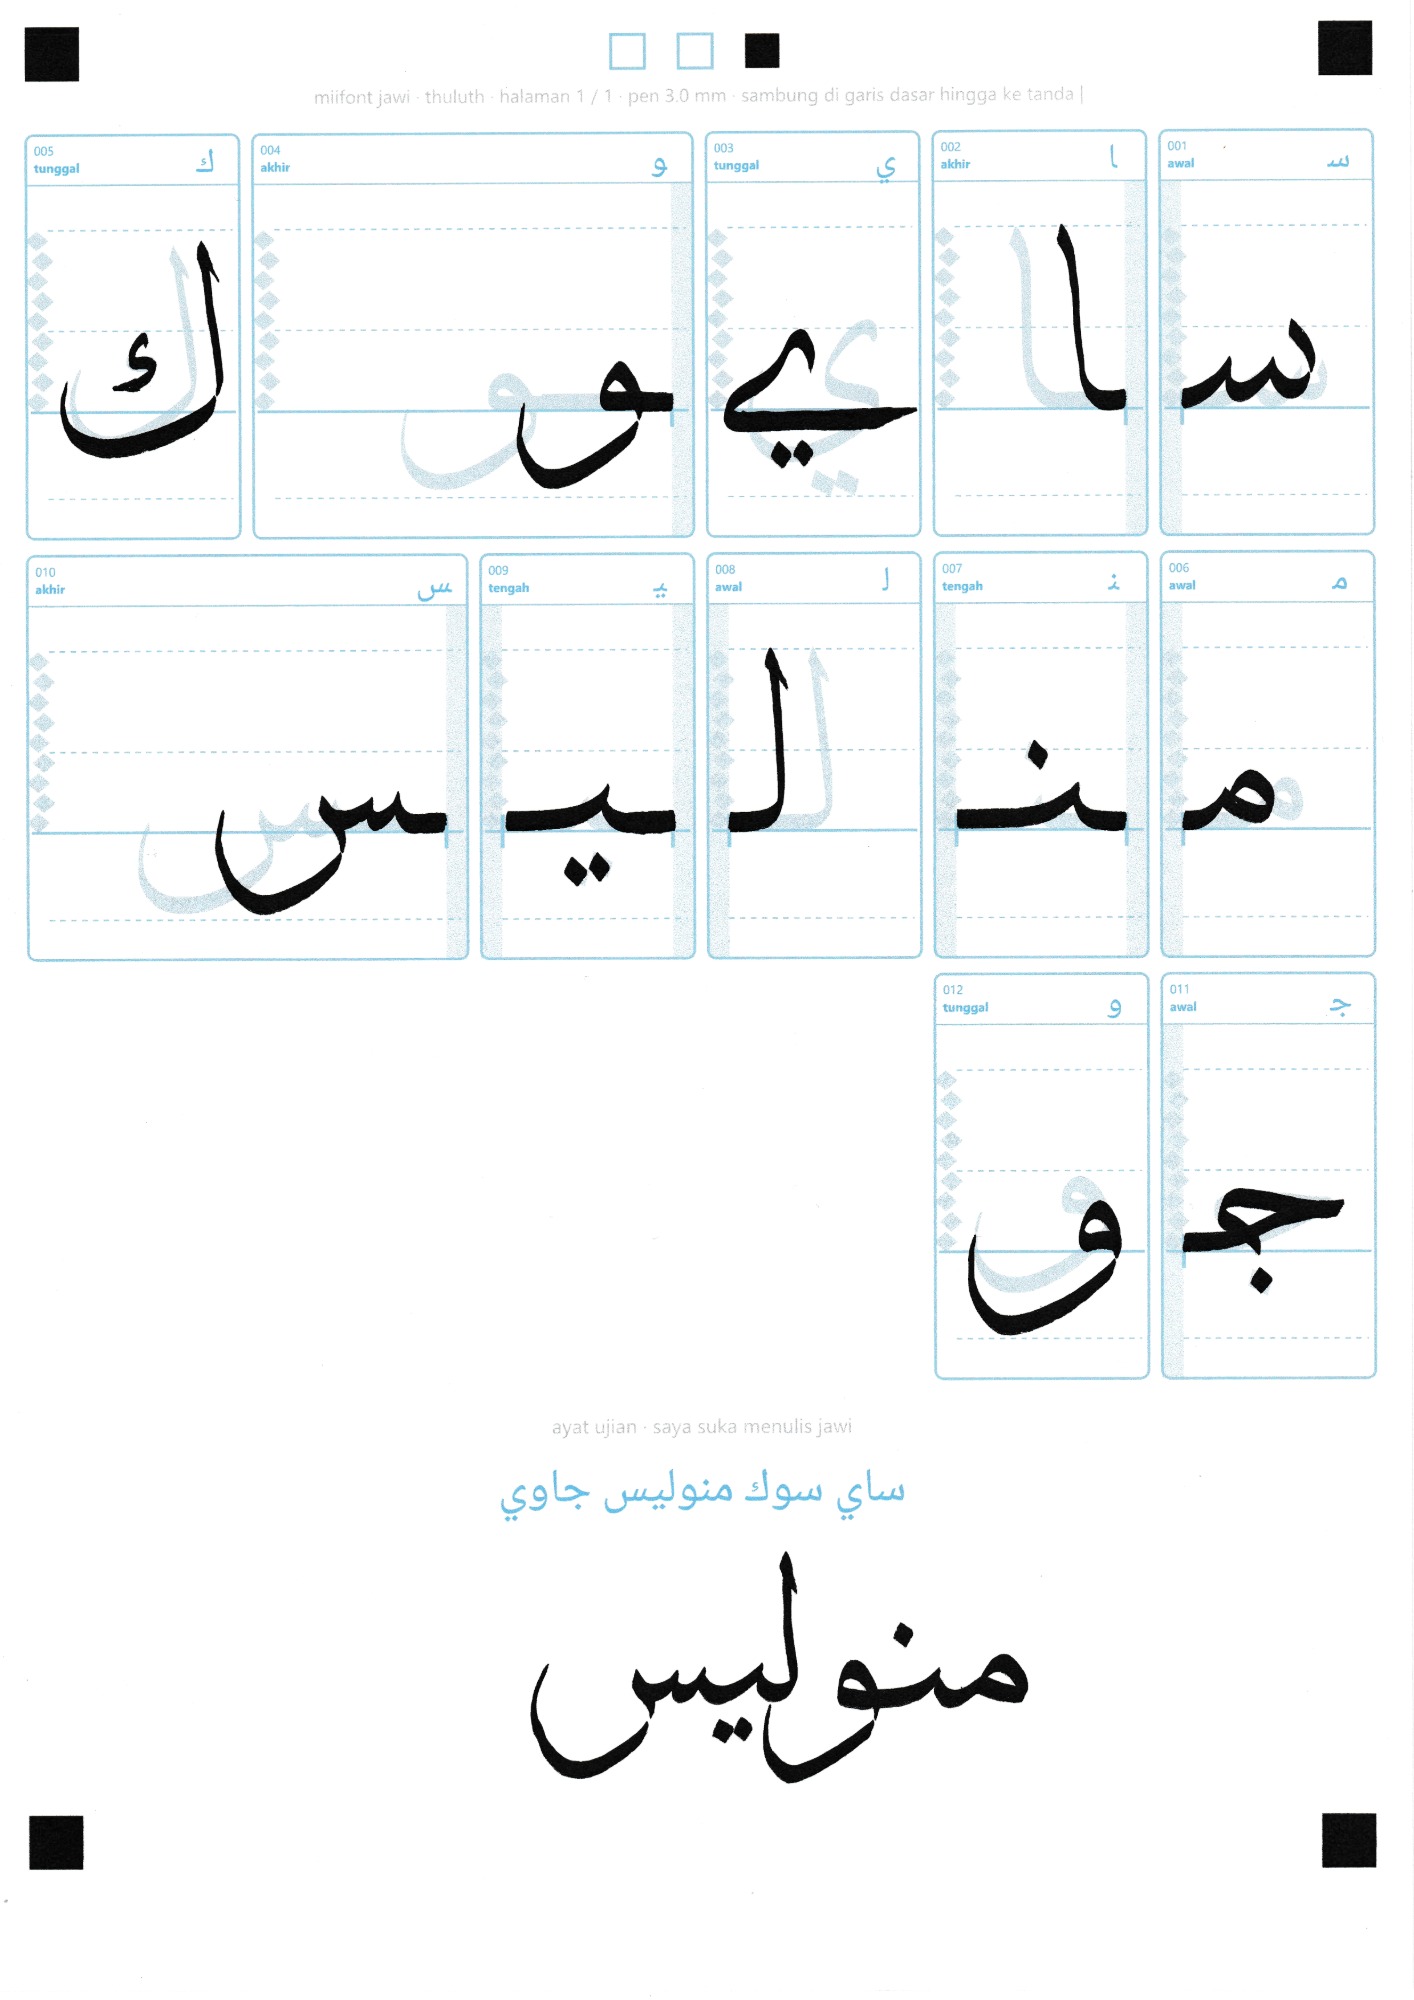 miifont jawi · thuluth · halaman 1 / 1 · pen 3.0 mm · sambung di garis dasar hingga ke tanda |
001 awal سـ
002 akhir ـا
003 tunggal ي
004 akhir ـو
005 tunggal ك
سـ ـا ي ـو ك
006 awal مـ
007 tengah ـنـ
008 awal لـ
009 tengah ـيـ
010 akhir ـس
مـ ـنـ لـ ـيـ ـس
011 awal جـ
012 tunggal و
جـ و
ayat ujian · saya suka menulis jawi
ساي سوك منوليس جاوي
منوليس